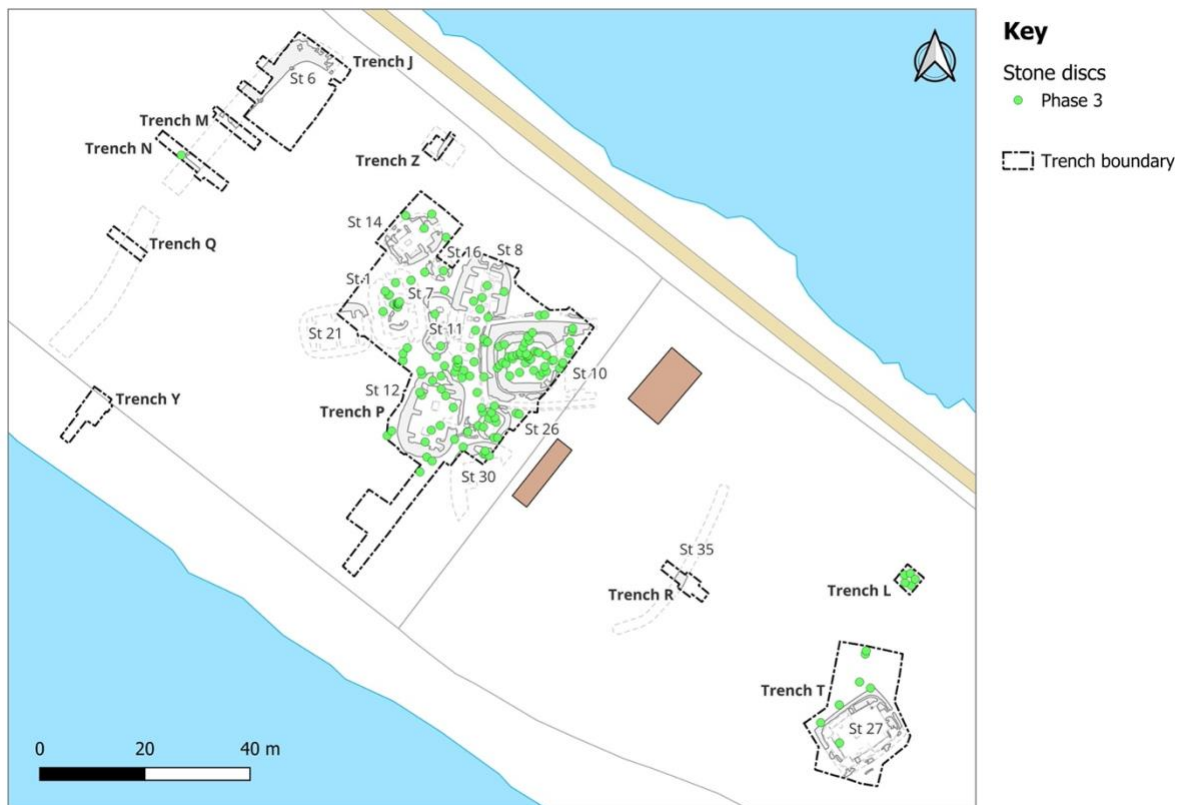 Key
Stone discs
Phase 3
Trench boundary
Trench J
St 6
Trench M
Trench N
Trench Z
St 14
Trench Q
St 16
St 8
St 1
St 7
St 21
St 11
St 10
St 12
Trench Y
Trench P
St 26
St 30
St 35
Trench R
Trench L
Trench T
St 27
0 20 40 m